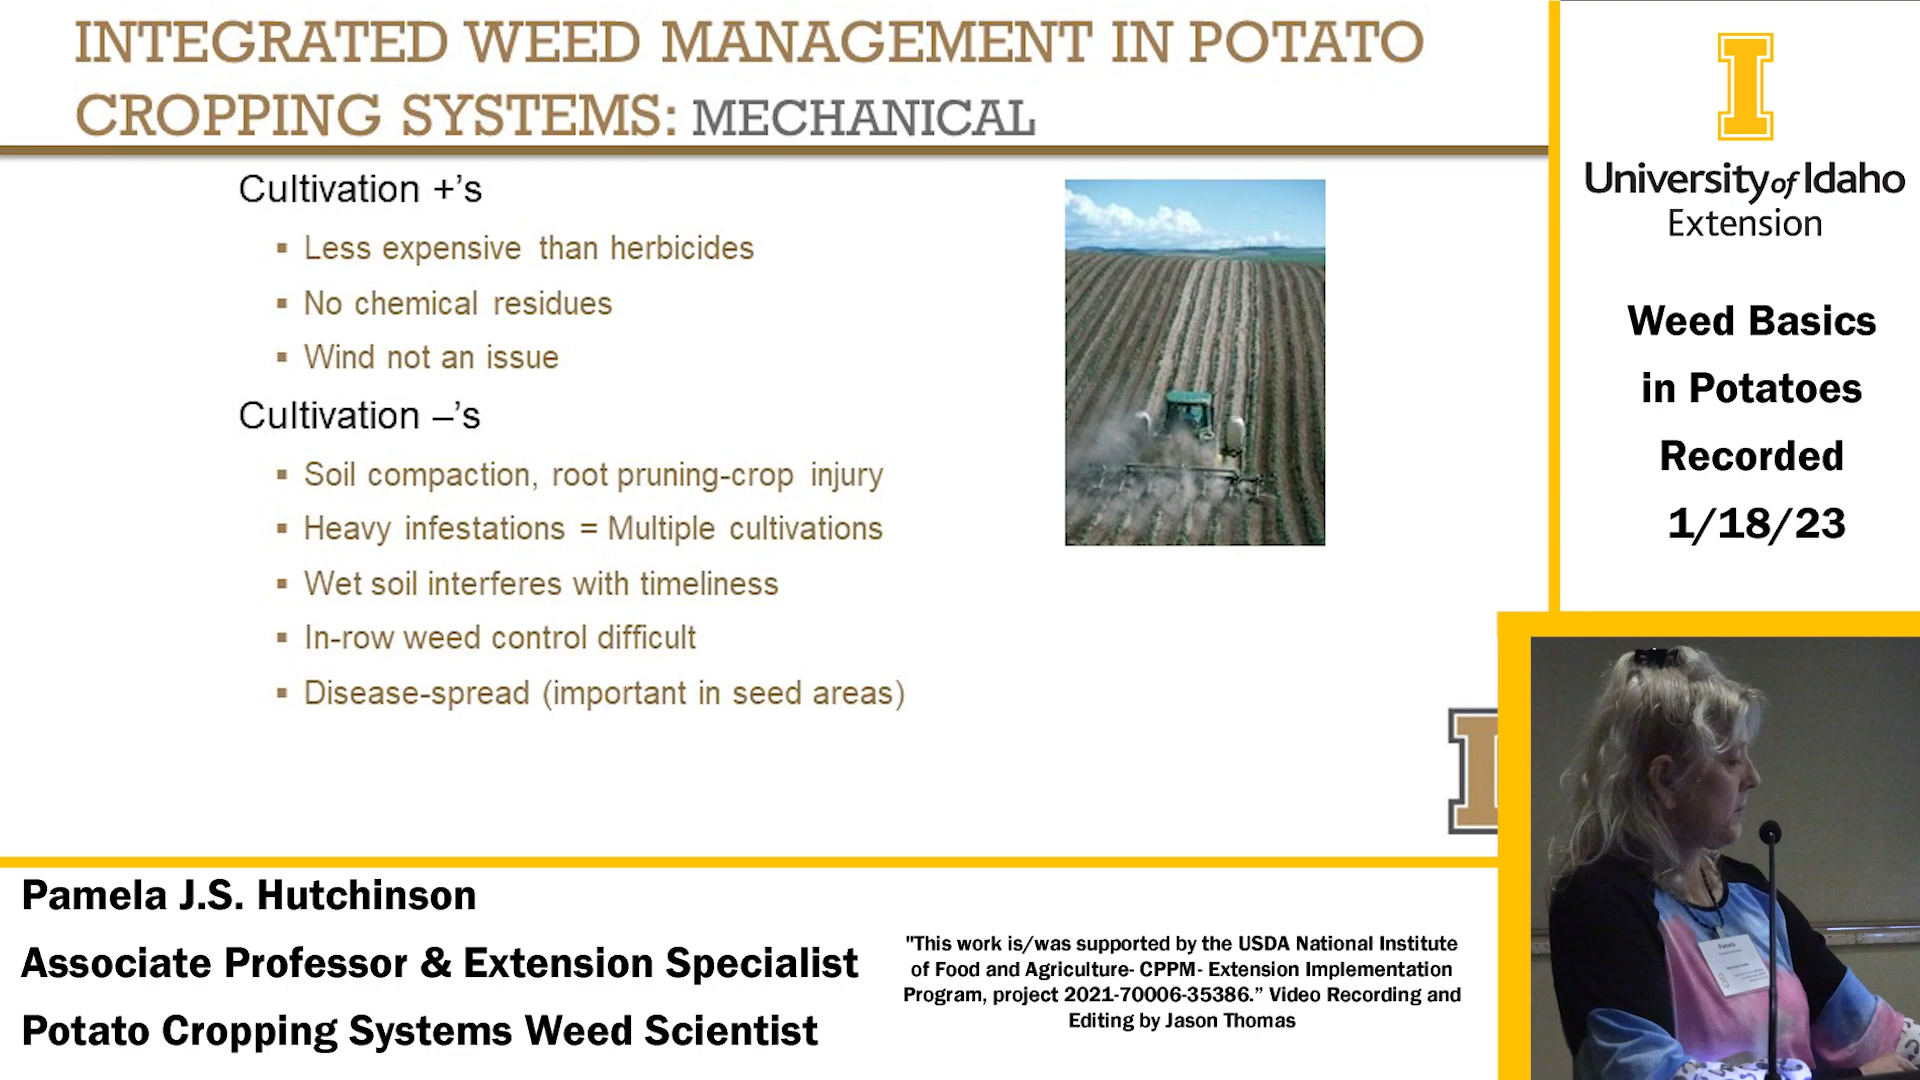 INTEGRATED WEED MANAGEMENT IN POTATO
CROPPING SYSTEMS: MECHANICAL
Cultivation +'s
▪ Less expensive than herbicides
▪ No chemical residues
▪ Wind not an issue
Cultivation –'s
▪ Soil compaction, root pruning-crop injury
▪ Heavy infestations = Multiple cultivations
▪ Wet soil interferes with timeliness
▪ In-row weed control difficult
▪ Disease-spread (important in seed areas)
I
University of Idaho
Extension
Weed Basics
in Potatoes
Recorded
1/18/23
Pamela J.S. Hutchinson
Associate Professor & Extension Specialist
Potato Cropping Systems Weed Scientist
"This work is/was supported by the USDA National Institute
of Food and Agriculture- CPPM- Extension Implementation
Program, project 2021-70006-35386.” Video Recording and
Editing by Jason Thomas
Pamela